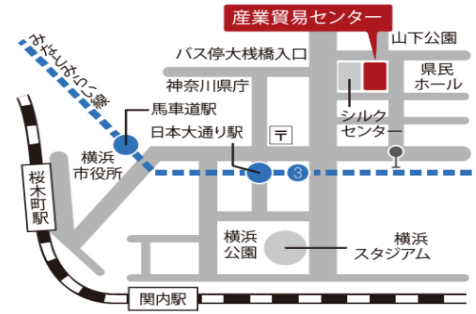 産業貿易センター
山下公園
みなとみらい線
バス停大桟橋入口
県民
ホール
神奈川県庁
馬車道駅
シルク
センター
日本大通り駅
〒
横浜
市役所
3
桜木町駅
横浜
公園
横浜
スタジアム
関内駅